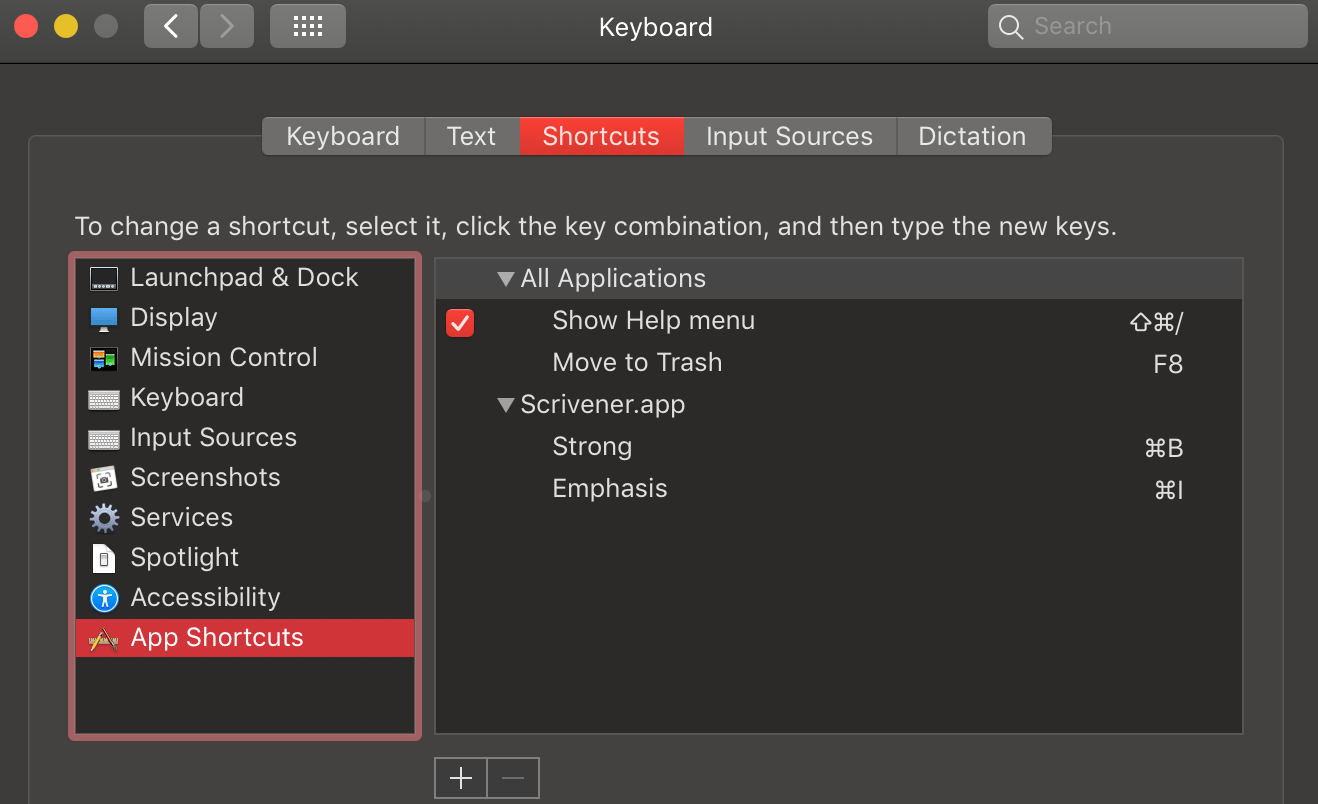 Keyboard
Search
Keyboard Text Shortcuts Input Sources Dictation
To change a shortcut, select it, click the key combination, and then type the new keys.
Launchpad & Dock
Display
Mission Control
Keyboard
Input Sources
Screenshots
Services
Spotlight
Accessibility
App Shortcuts
All Applications
Show Help menu ⇧⌘/
Move to Trash F8
Scrivener.app
Strong ⌘B
Emphasis ⌘I